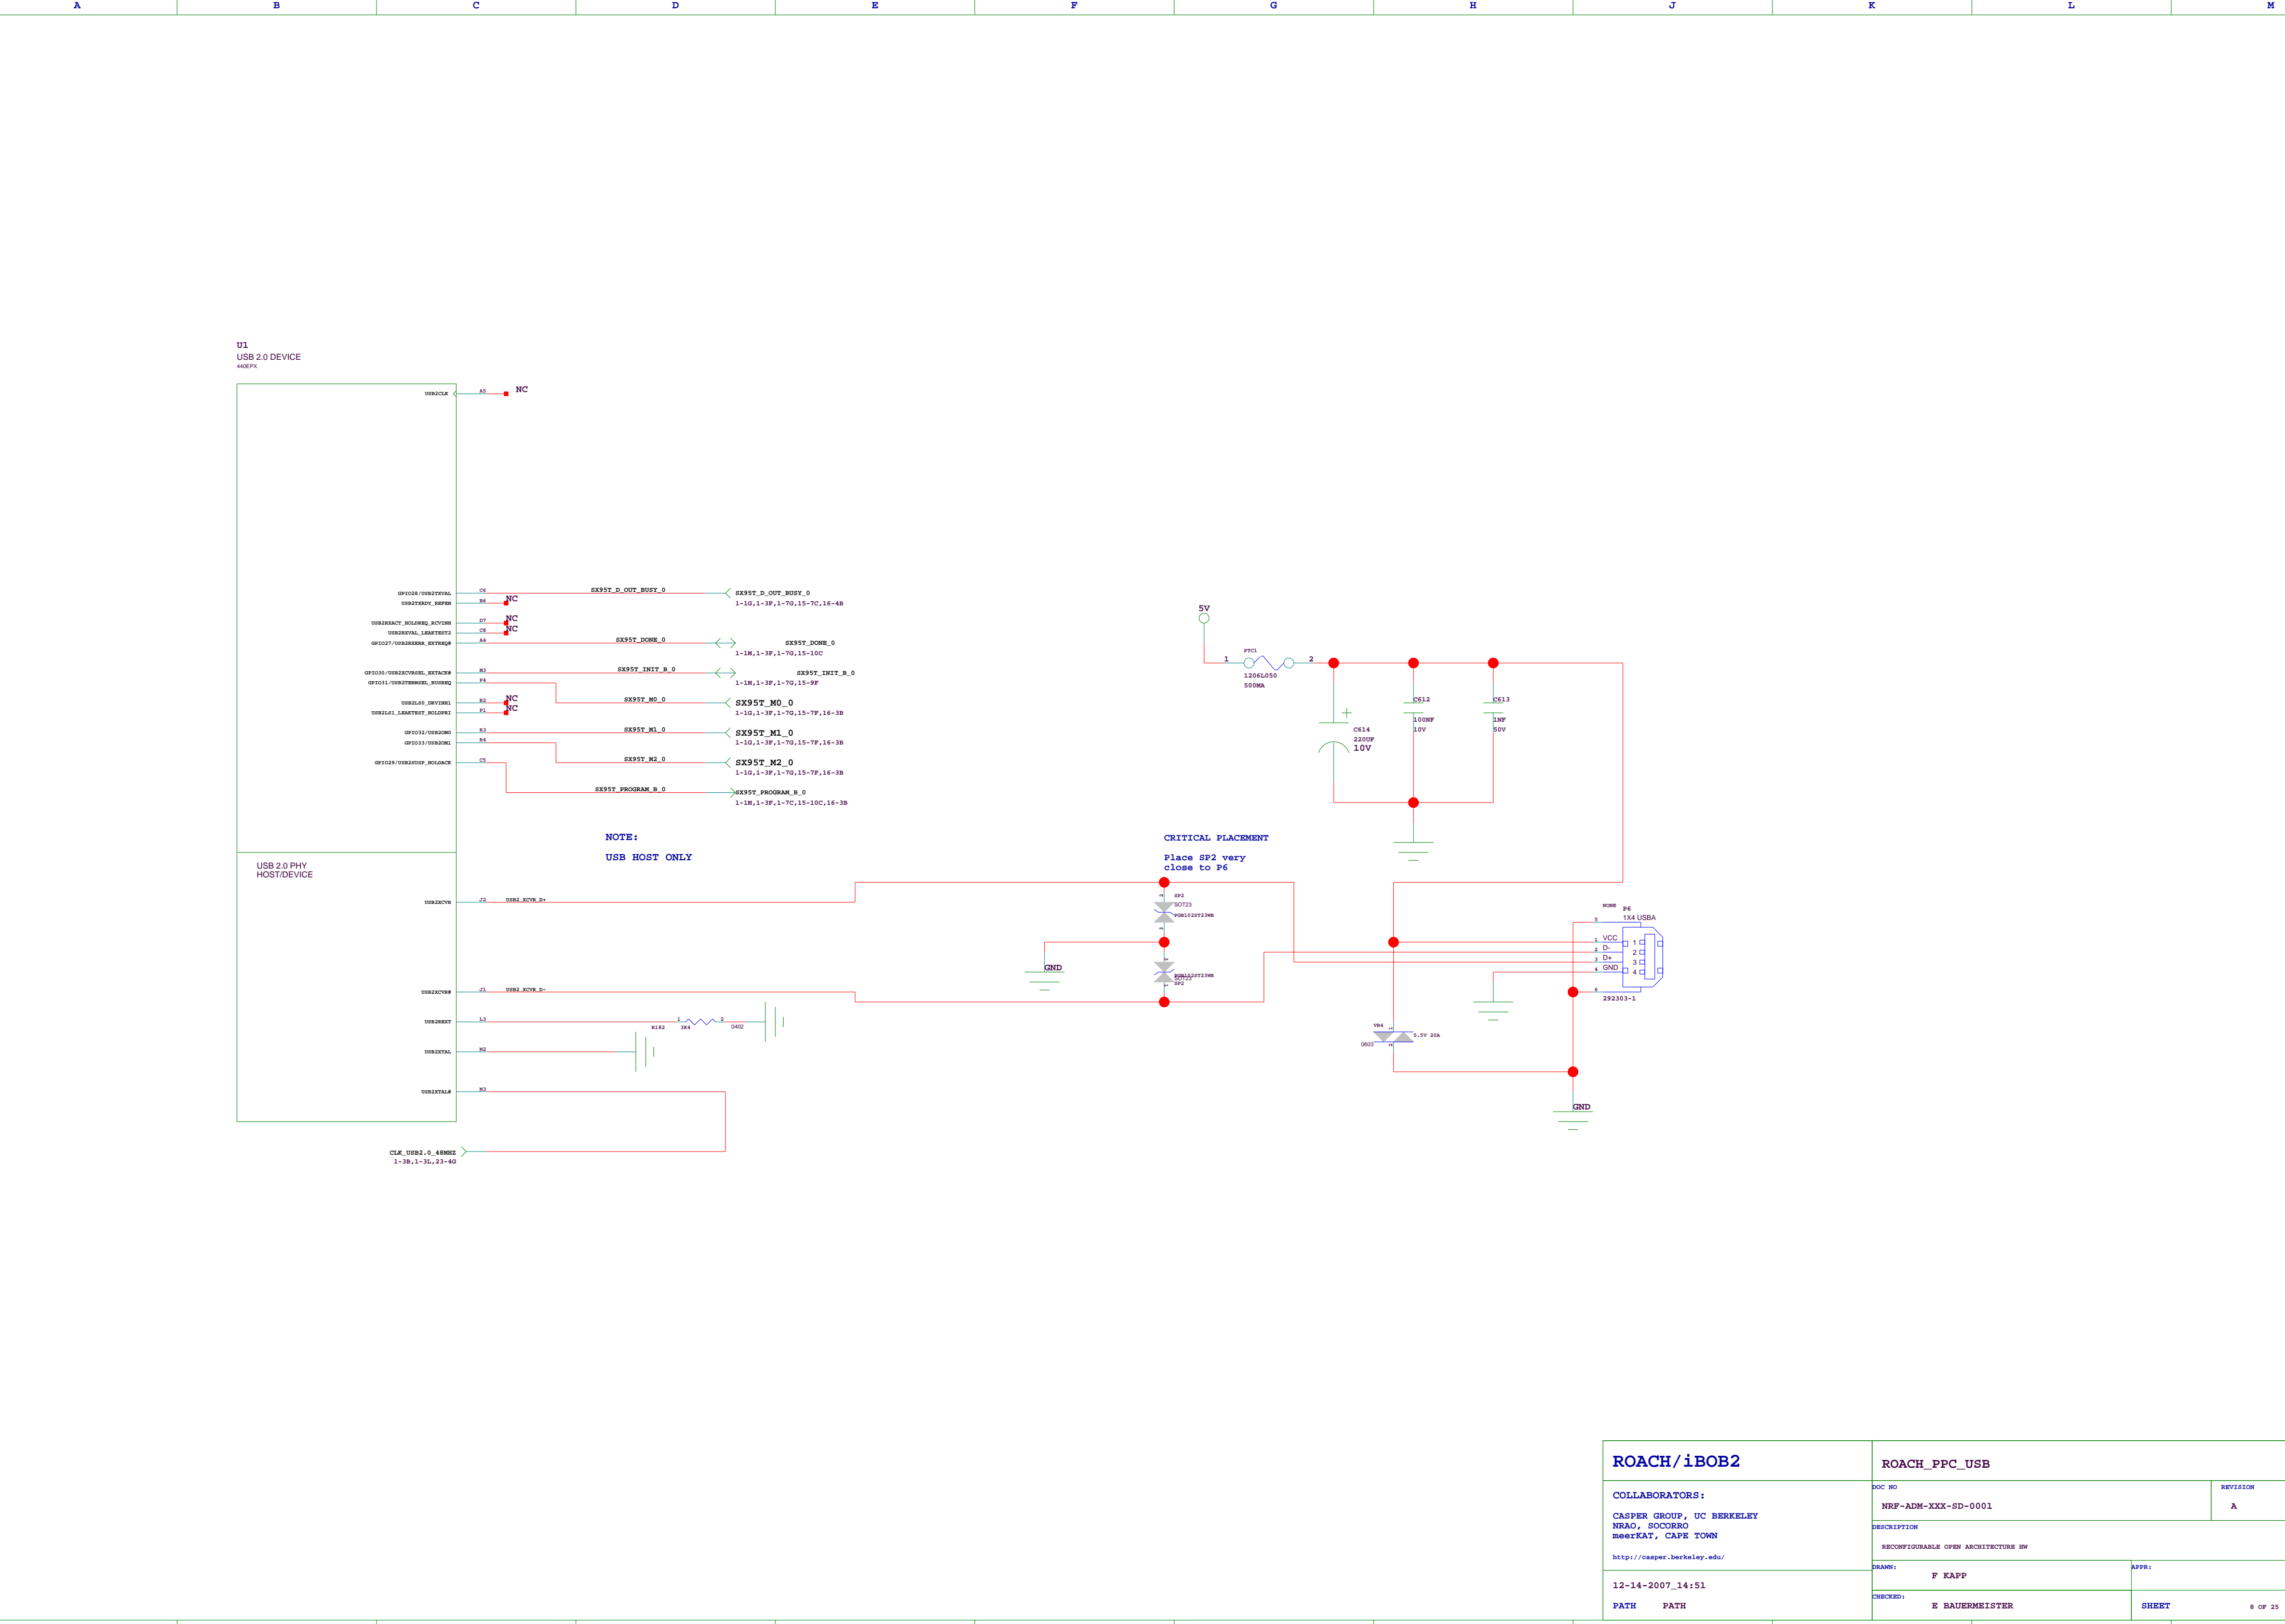 A B C D E F G H J K L M
U1
USB 2.0 DEVICE
440EPX
USB2CLK A5 NC
GPIO28/USB2TXVAL C6 SX95T_D_OUT_BUSY_0 SX95T_D_OUT_BUSY_0
1-1G,1-3F,1-7G,15-7C,16-4B
USB2TXRDY_REFEN B6 NC
USB2RXACT_HOLDREQ_RCVINH D7 NC
USB2RXVAL_LEAKTEST2 C8 NC
GPIO27/USB2RXERR_EXTREQ# A4 SX95T_DONE_0 SX95T_DONE_0
1-1M,1-3F,1-7G,15-10C
GPIO30/USB2XCVRSEL_EXTACK# M3 SX95T_INIT_B_0 SX95T_INIT_B_0
1-1M,1-3F,1-7G,15-9F
GPIO31/USB2TERMSEL_BUSREQ P4
USB2LS0_DRVINH1 R2 NC
SX95T_M0_0 SX95T_M0_0
USB2LS1_LEAKTEST_HOLDPRI P1 NC
1-1G,1-3F,1-7G,15-7F,16-3B
GPIO32/USB2OM0 R3 SX95T_M1_0 SX95T_M1_0
1-1G,1-3F,1-7G,15-7F,16-3B
GPIO33/USB2OM1 R4
GPIO29/USB2SUSP_HOLDACK C5
SX95T_M2_0 SX95T_M2_0
1-1G,1-3F,1-7G,15-7F,16-3B
SX95T_PROGRAM_B_0 SX95T_PROGRAM_B_0
1-1M,1-3F,1-7C,15-10C,16-3B
5V
PTC1
1 2
1206L050
500MA
C614
220UF
10V
C612
100NF
10V
C613
1NF
50V
NOTE:
USB HOST ONLY
CRITICAL PLACEMENT
Place SP2 very
close to P6
USB 2.0 PHY
HOST/DEVICE
USB2XCVR J2 USB2_XCVR_D+
2 SP2
SOT23
PGB102ST23WR
3
GND
3
PGB102ST23WR
SOT23
SP2
1
USB2XCVR# J1 USB2_XCVR_D-
USB2REXT L3 1 2
R182 3K4 0402
USB2XTAL N2
USB2XTAL# N3
CLK_USB2.0_48MHZ
1-3B,1-3L,23-4G
NONE P6
1X4 USBA
5
1 VCC 1
2 D- 2
3 D+ 3
4 GND 4
6
292303-1
VR4 1
5.5V 20A
0603 2
GND
ROACH/iBOB2
COLLABORATORS:
CASPER GROUP, UC BERKELEY
NRAO, SOCORRO
meerKAT, CAPE TOWN
http://casper.berkeley.edu/
12-14-2007_14:51
PATH PATH
ROACH_PPC_USB
DOC NO
NRF-ADM-XXX-SD-0001
REVISION
A
DESCRIPTION
RECONFIGURABLE OPEN ARCHITECTURE HW
DRAWN:
F KAPP
APPR:
CHECKED:
E BAUERMEISTER
SHEET 8 OF 25